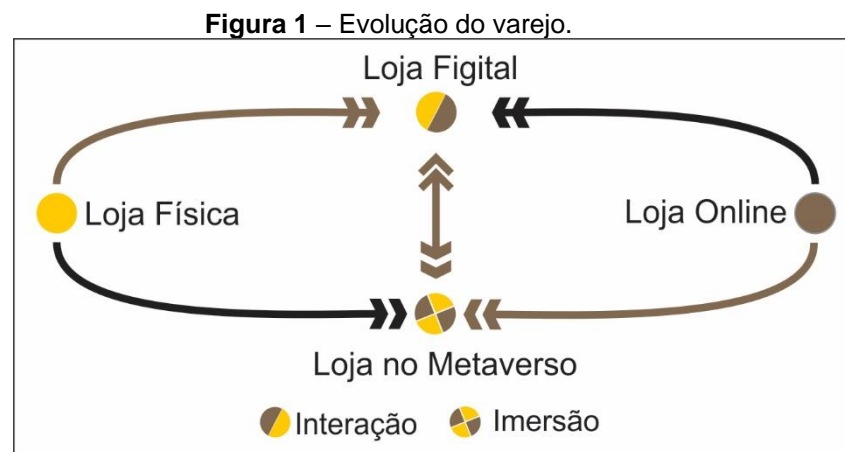 Figura 1 – Evolução do varejo.
Loja Figital
Loja Física
Loja Online
Loja no Metaverso
Interação
Imersão